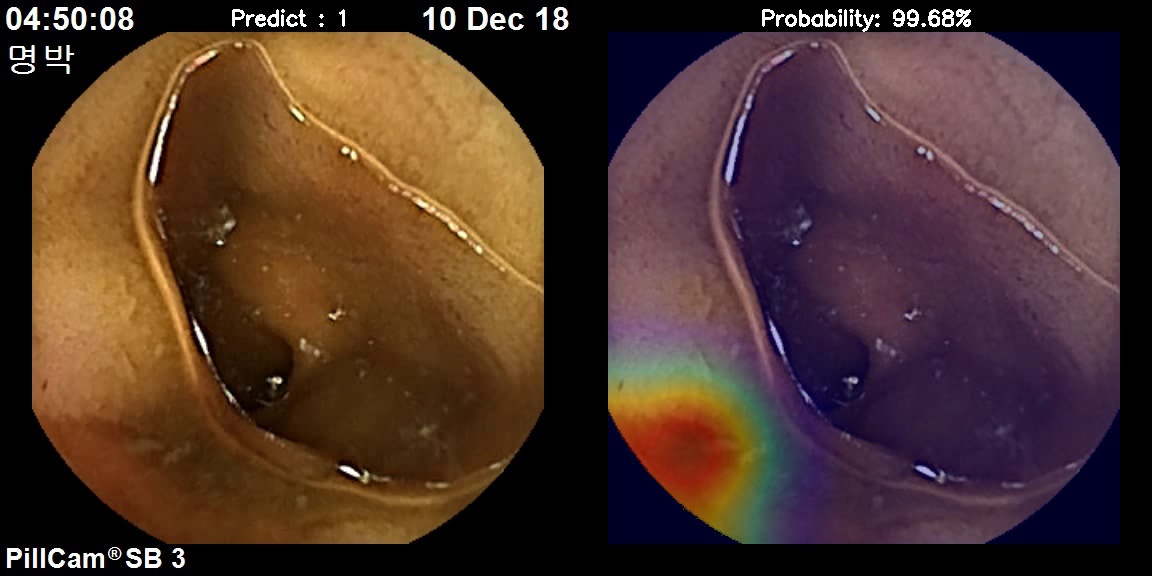 04:50:08 Predict : 1 10 Dec 18 Probability: 99.68%
명박
PillCam® SB 3